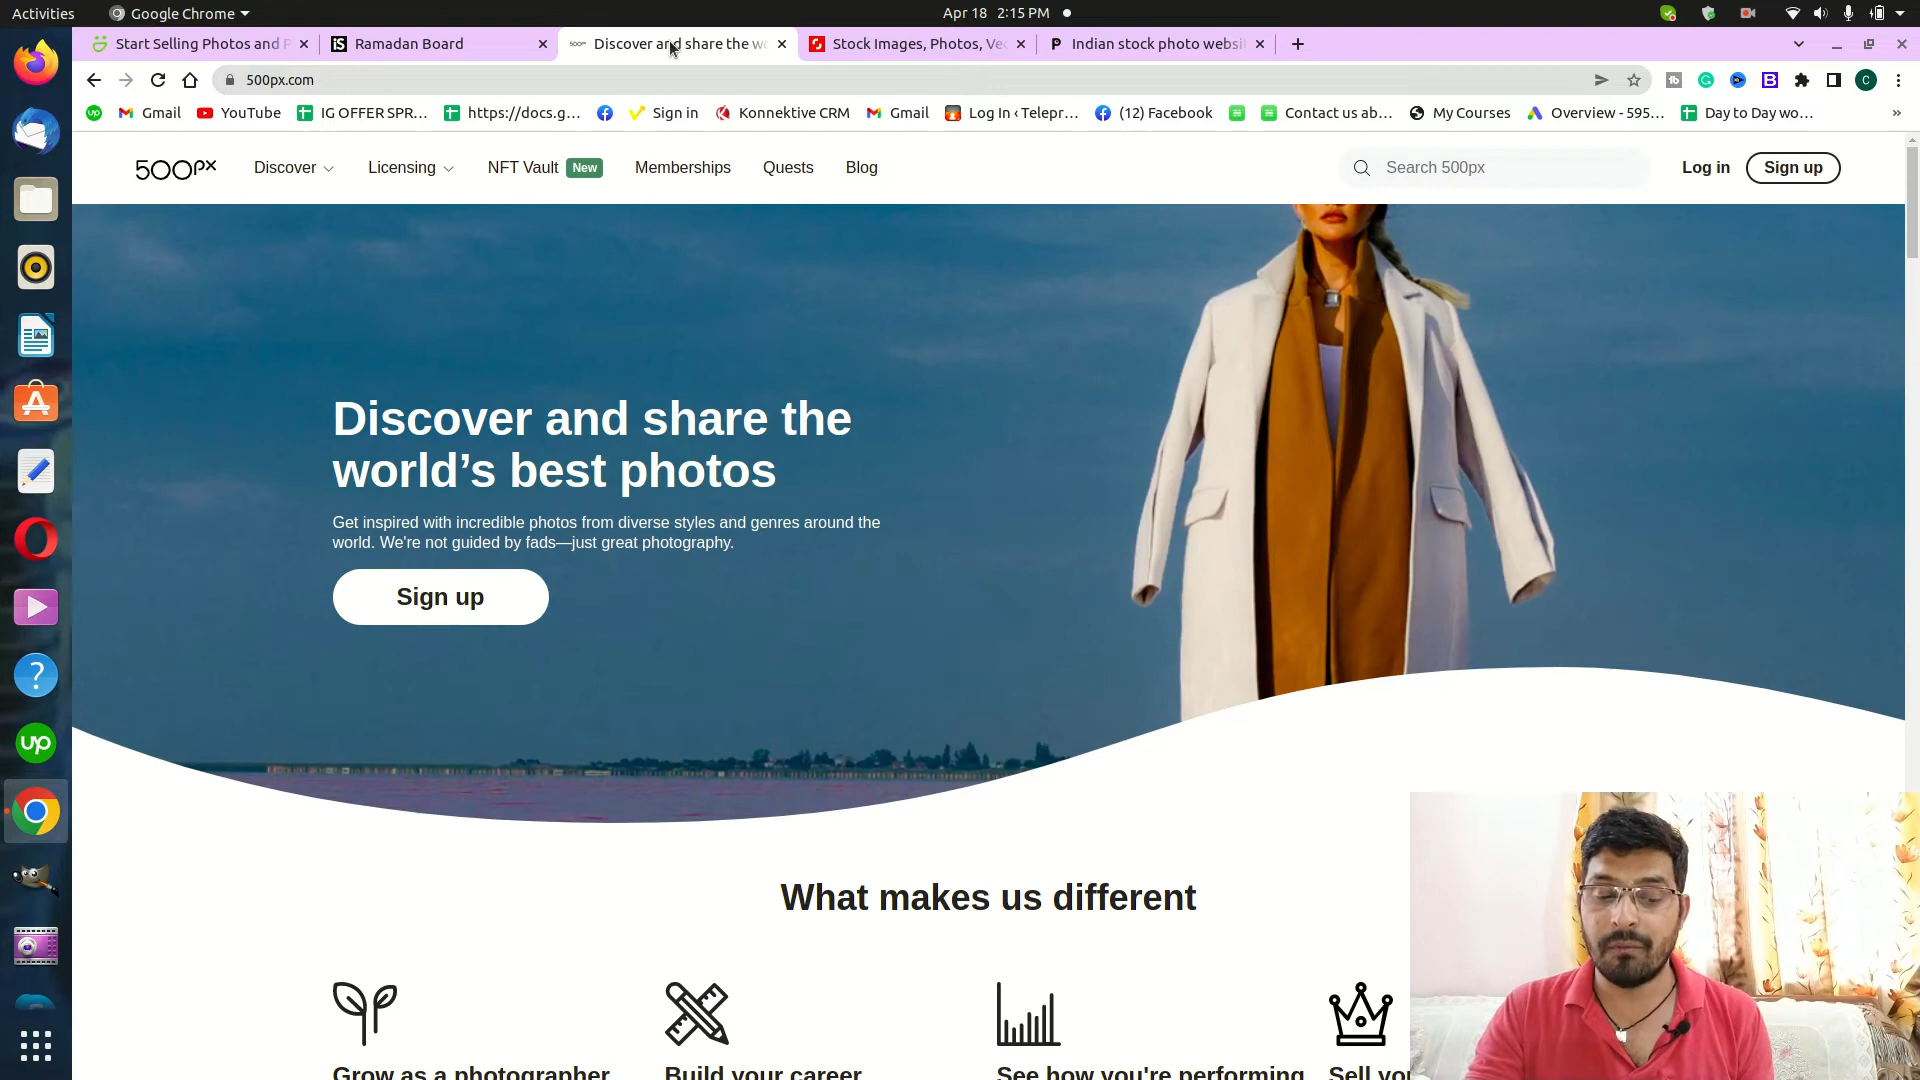 Activities
Google Chrome
Apr 18 2:15 PM
Start Selling Photos and P
iS
Ramadan Board
Discover and share the wo
Stock Images, Photos, Vec
P
Indian stock photo websi
500px.com
C
Gmail
YouTube
IG OFFER SPR...
https://docs.g...
Sign in
Konnektive CRM
Gmail
Log In ‹ Telepr...
(12) Facebook
Contact us ab...
My Courses
Overview - 595...
Day to Day wo...
»
500px
Discover
Licensing
NFT Vault New
Memberships
Quests
Blog
Search 500px
Log in
Sign up
Discover and share the
world’s best photos
Get inspired with incredible photos from diverse styles and genres around the
world. We're not guided by fads—just great photography.
Sign up
up
What makes us different
Grow as a photographer
Build your career
See how you're performing
Sell